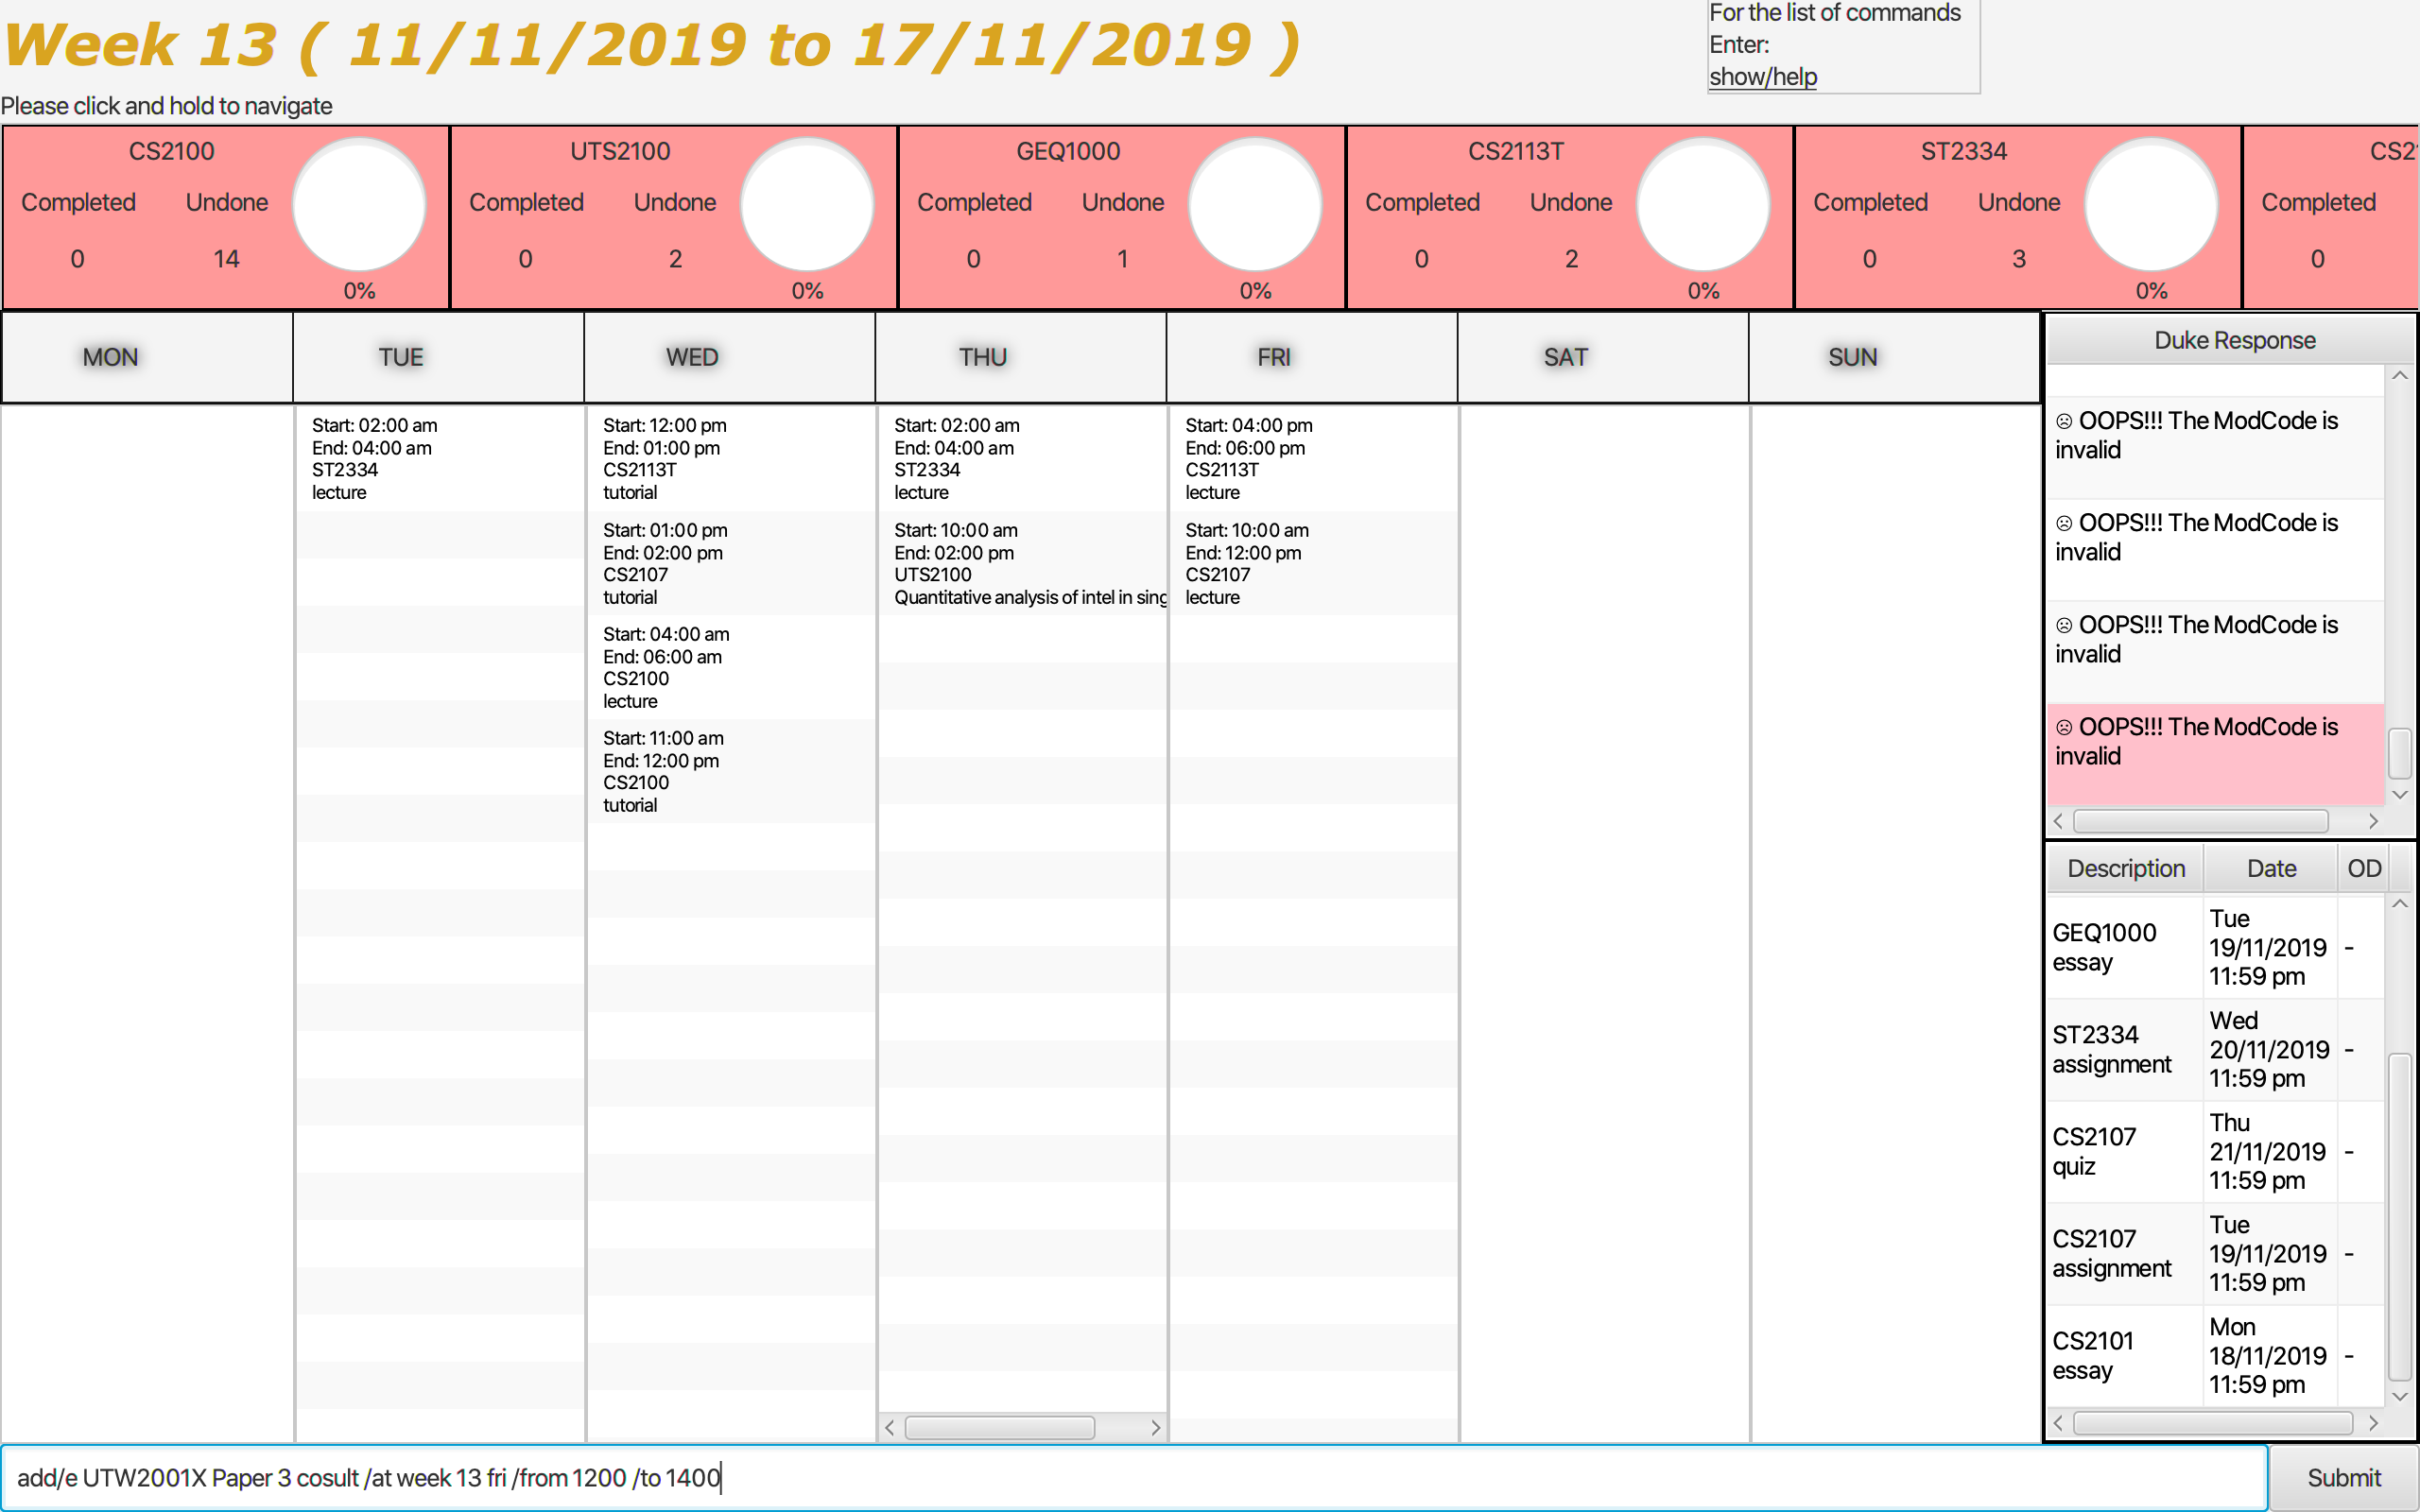 Week 13 ( 11/11/2019 to 17/11/2019 )
For the list of commands
Enter:
show/help
Please click and hold to navigate
CS2100
Completed Undone
0 14
0%
UTS2100
Completed Undone
0 2
0%
GEQ1000
Completed Undone
0 1
0%
CS2113T
Completed Undone
0 2
0%
ST2334
Completed Undone
0 3
0%
CS2
Completed
0
MON TUE WED THU FRI SAT SUN
Start: 02:00 am
End: 04:00 am
ST2334
lecture
Start: 12:00 pm
End: 01:00 pm
CS2113T
tutorial
Start: 01:00 pm
End: 02:00 pm
CS2107
tutorial
Start: 04:00 am
End: 06:00 am
CS2100
lecture
Start: 11:00 am
End: 12:00 pm
CS2100
tutorial
Start: 02:00 am
End: 04:00 am
ST2334
lecture
Start: 10:00 am
End: 02:00 pm
UTS2100
Quantitative analysis of intel in sing
Start: 04:00 pm
End: 06:00 pm
CS2113T
lecture
Start: 10:00 am
End: 12:00 pm
CS2107
lecture
Duke Response
☹ OOPS!!! The ModCode is
invalid
☹ OOPS!!! The ModCode is
invalid
☹ OOPS!!! The ModCode is
invalid
☹ OOPS!!! The ModCode is
invalid
Description Date OD
GEQ1000
essay
Tue
19/11/2019
11:59 pm
-
ST2334
assignment
Wed
20/11/2019
11:59 pm
-
CS2107
quiz
Thu
21/11/2019
11:59 pm
-
CS2107
assignment
Tue
19/11/2019
11:59 pm
-
CS2101
essay
Mon
18/11/2019
11:59 pm
-
add/e UTW2001X Paper 3 cosult /at week 13 fri /from 1200 /to 1400
Submit